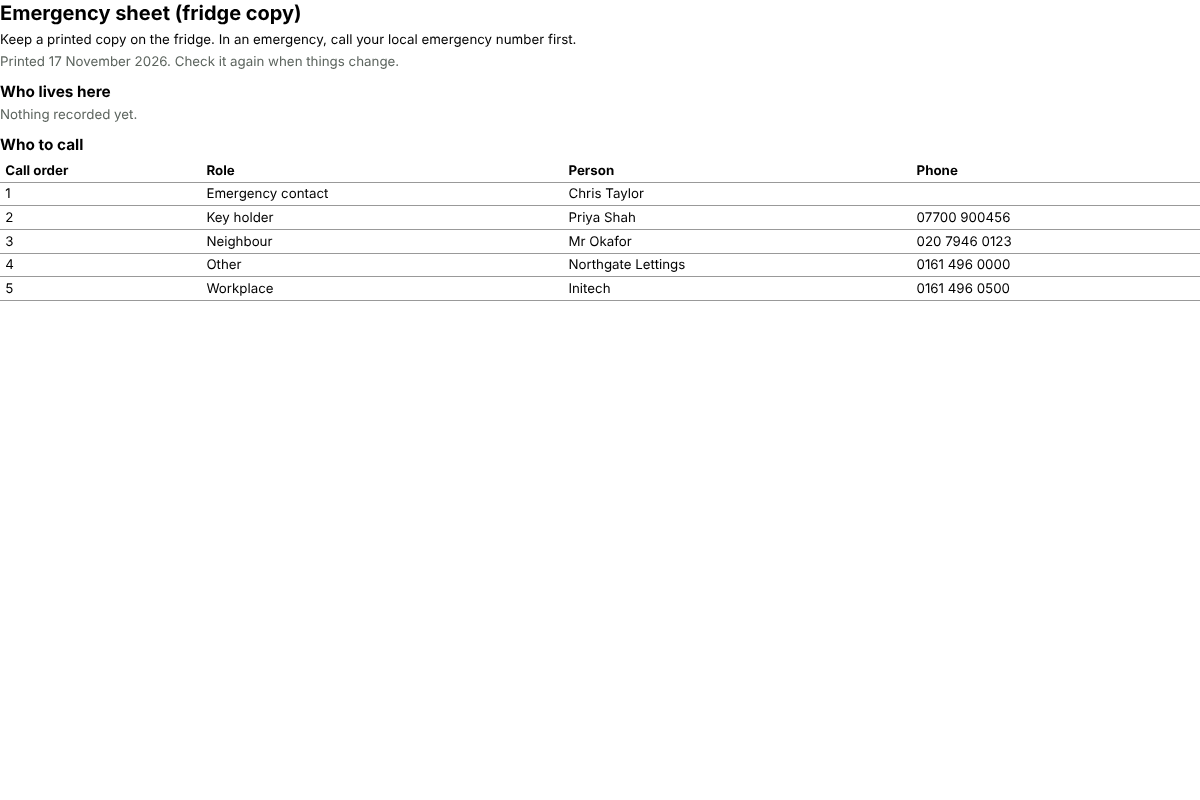 Emergency sheet (fridge copy)
Keep a printed copy on the fridge. In an emergency, call your local emergency number first.
Printed 17 November 2026. Check it again when things change.
Who lives here
Nothing recorded yet.
Who to call
Call order Role Person Phone
1 Emergency contact Chris Taylor
2 Key holder Priya Shah 07700 900456
3 Neighbour Mr Okafor 020 7946 0123
4 Other Northgate Lettings 0161 496 0000
5 Workplace Initech 0161 496 0500